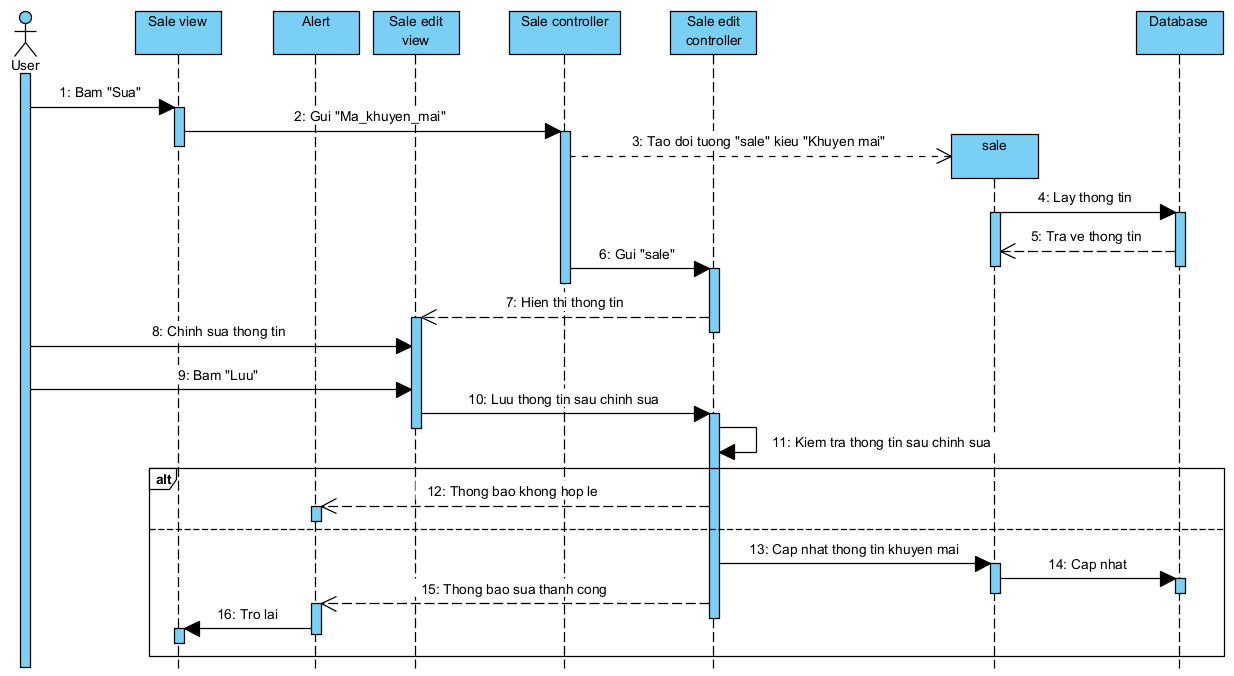 Sale view
Alert
Sale edit
view
Sale controller
Sale edit
controller
Database
User
1: Bam "Sua"
2: Gui "Ma_khuyen_mai"
3: Tao doi tuong "sale" kieu "Khuyen mai"
sale
4: Lay thong tin
5: Tra ve thong tin
6: Gui "sale"
7: Hien thi thong tin
8: Chinh sua thong tin
9: Bam "Luu"
10: Luu thong tin sau chinh sua
11: Kiem tra thong tin sau chinh sua
alt
12: Thong bao khong hop le
13: Cap nhat thong tin khuyen mai
14: Cap nhat
15: Thong bao sua thanh cong
16: Tro lai